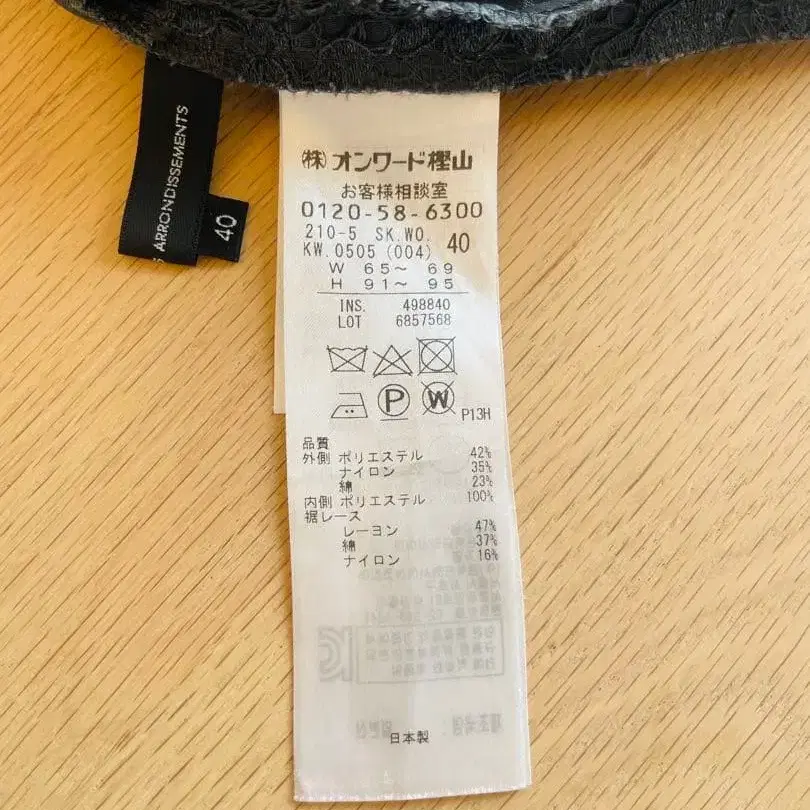 ARRONDISSEMENTS
40
㈱オンワード樫山
お客様相談室
0120-58-6300
210-5 SK.WO.
KW.0505 (004) 40
W 65〜 69
H 91〜 95
INS. 498840
LOT 6857568
P
W
P13H
品質
外側 ポリエステル 42%
ナイロン 35%
綿 23%
内側 ポリエステル 100%
裾レース
レーヨン 47%
綿 37%
ナイロン 16%
日本製